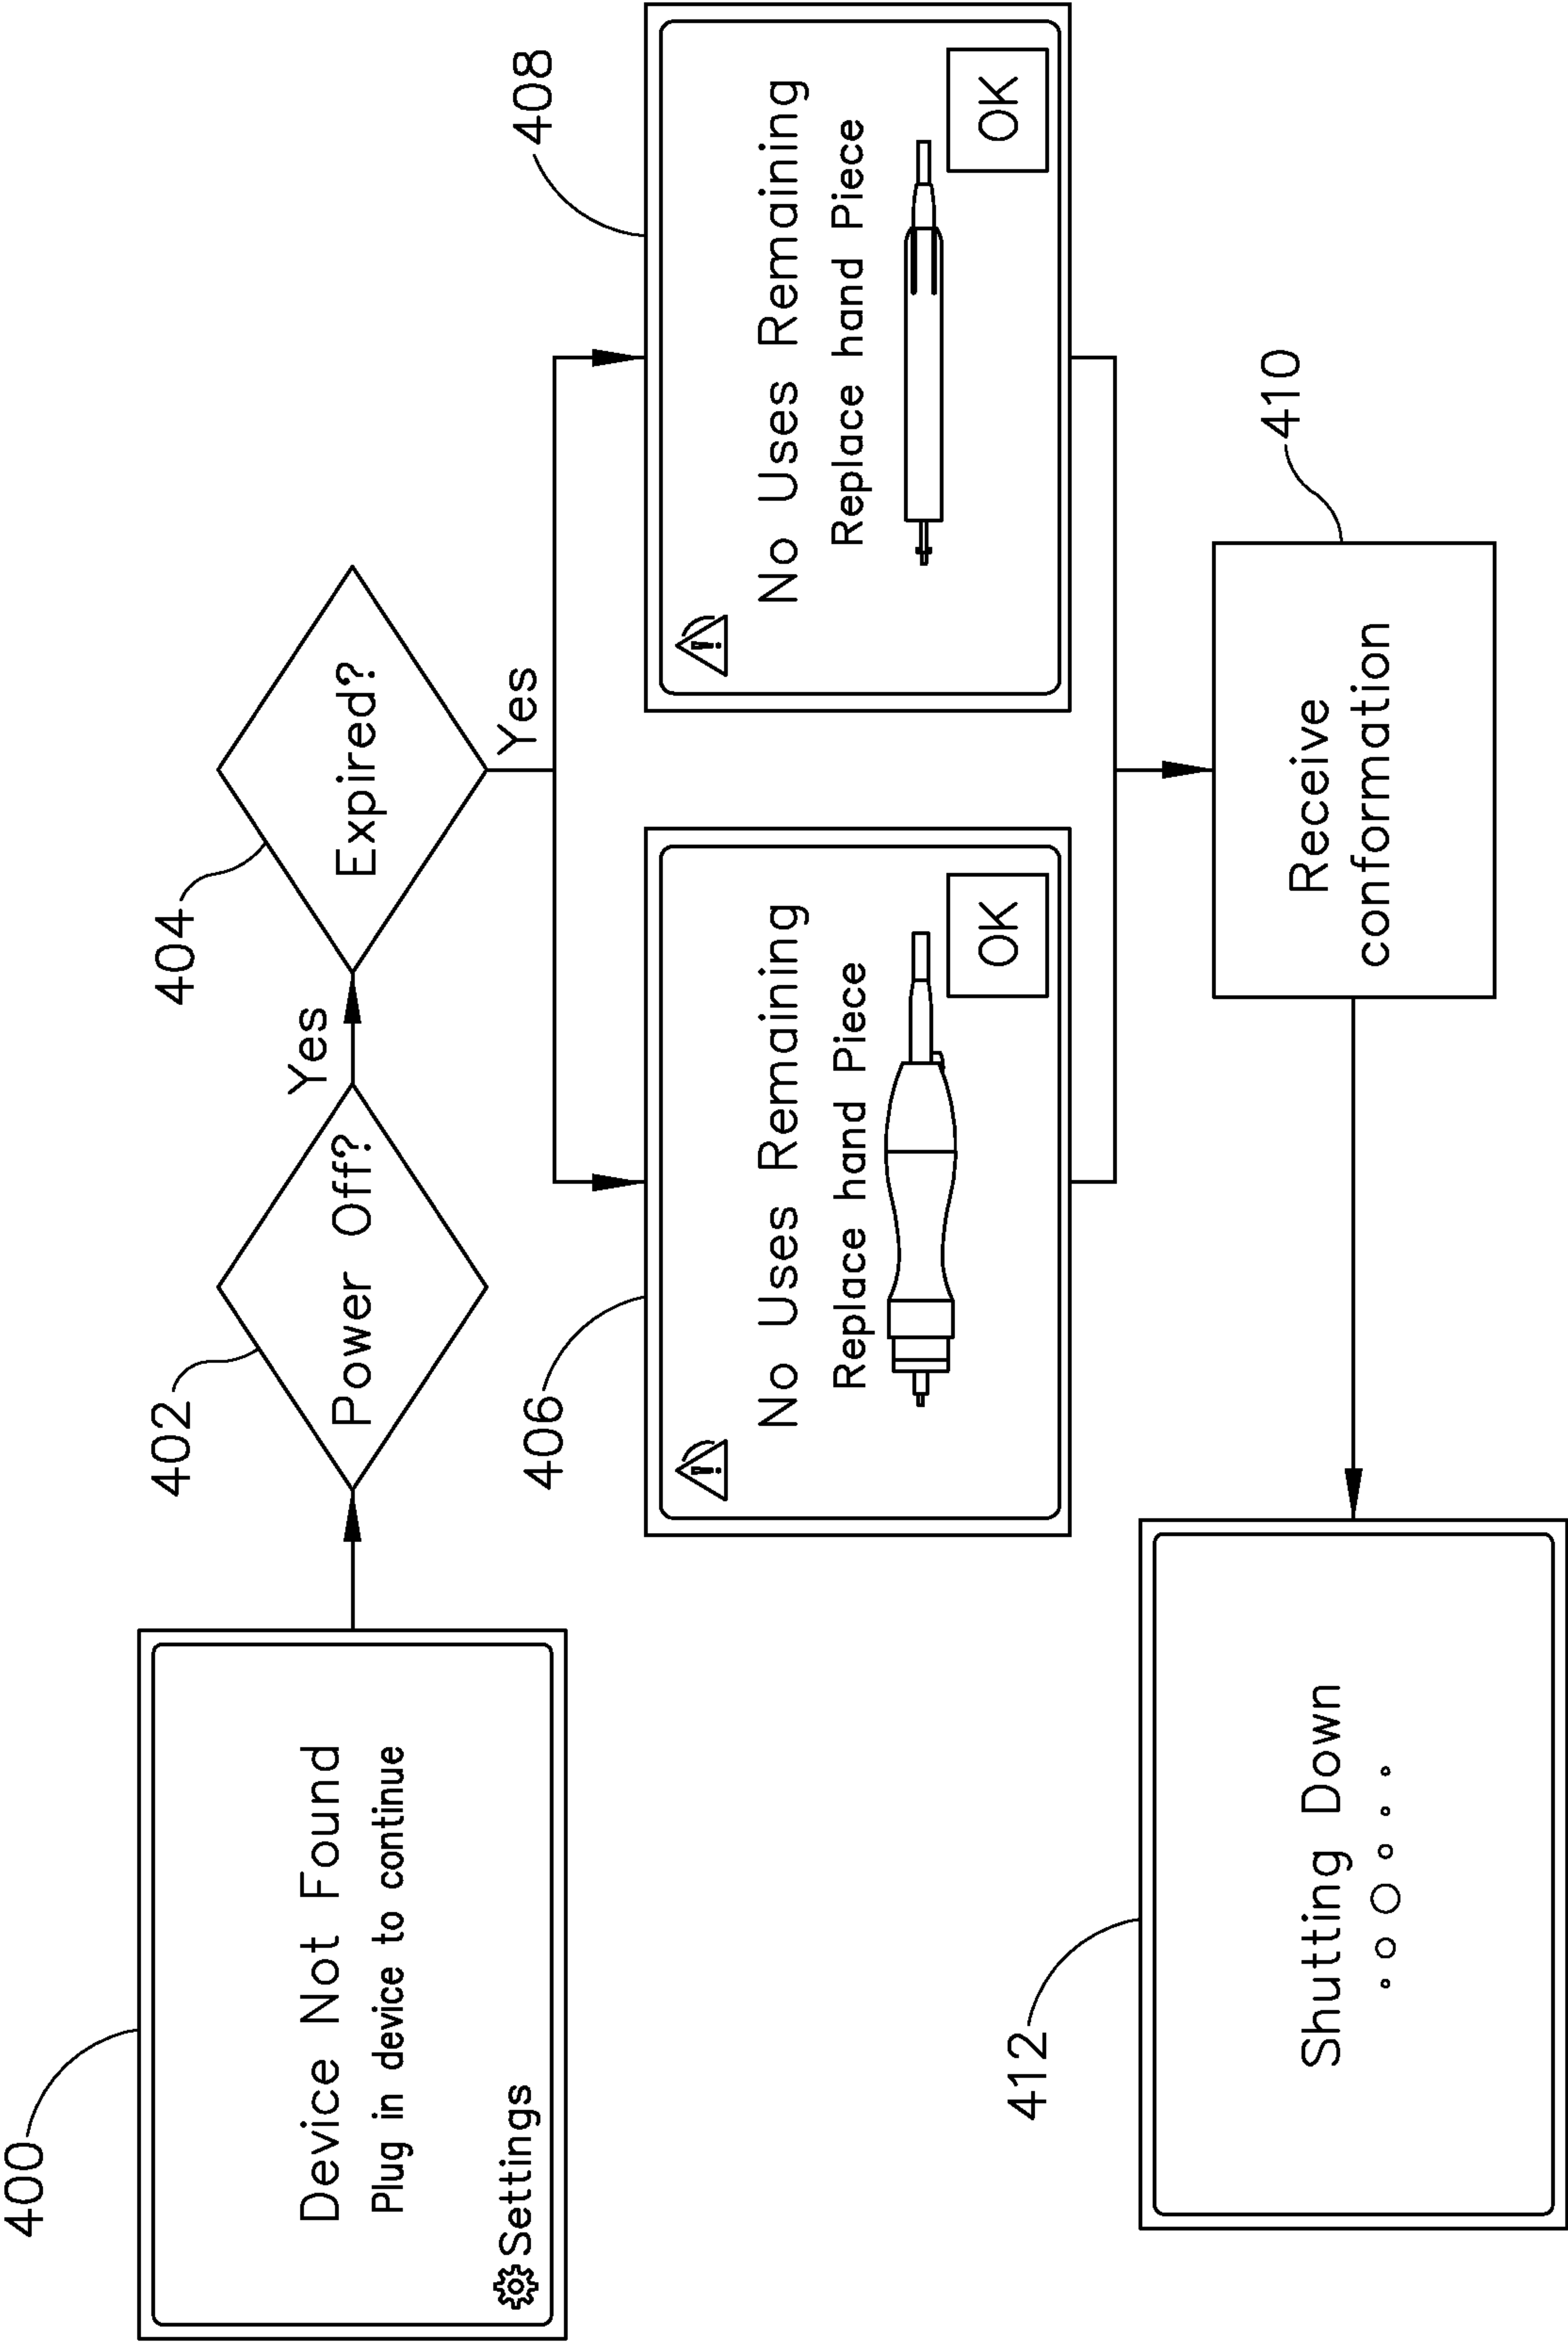 400
Device Not Found
Plug in device to continue
Settings
402
Power Off?
Yes
404
Expired?
Yes
406
No Uses Remaining
Replace hand Piece
OK
408
No Uses Remaining
Replace hand Piece
OK
410
Receive
conformation
412
Shutting Down